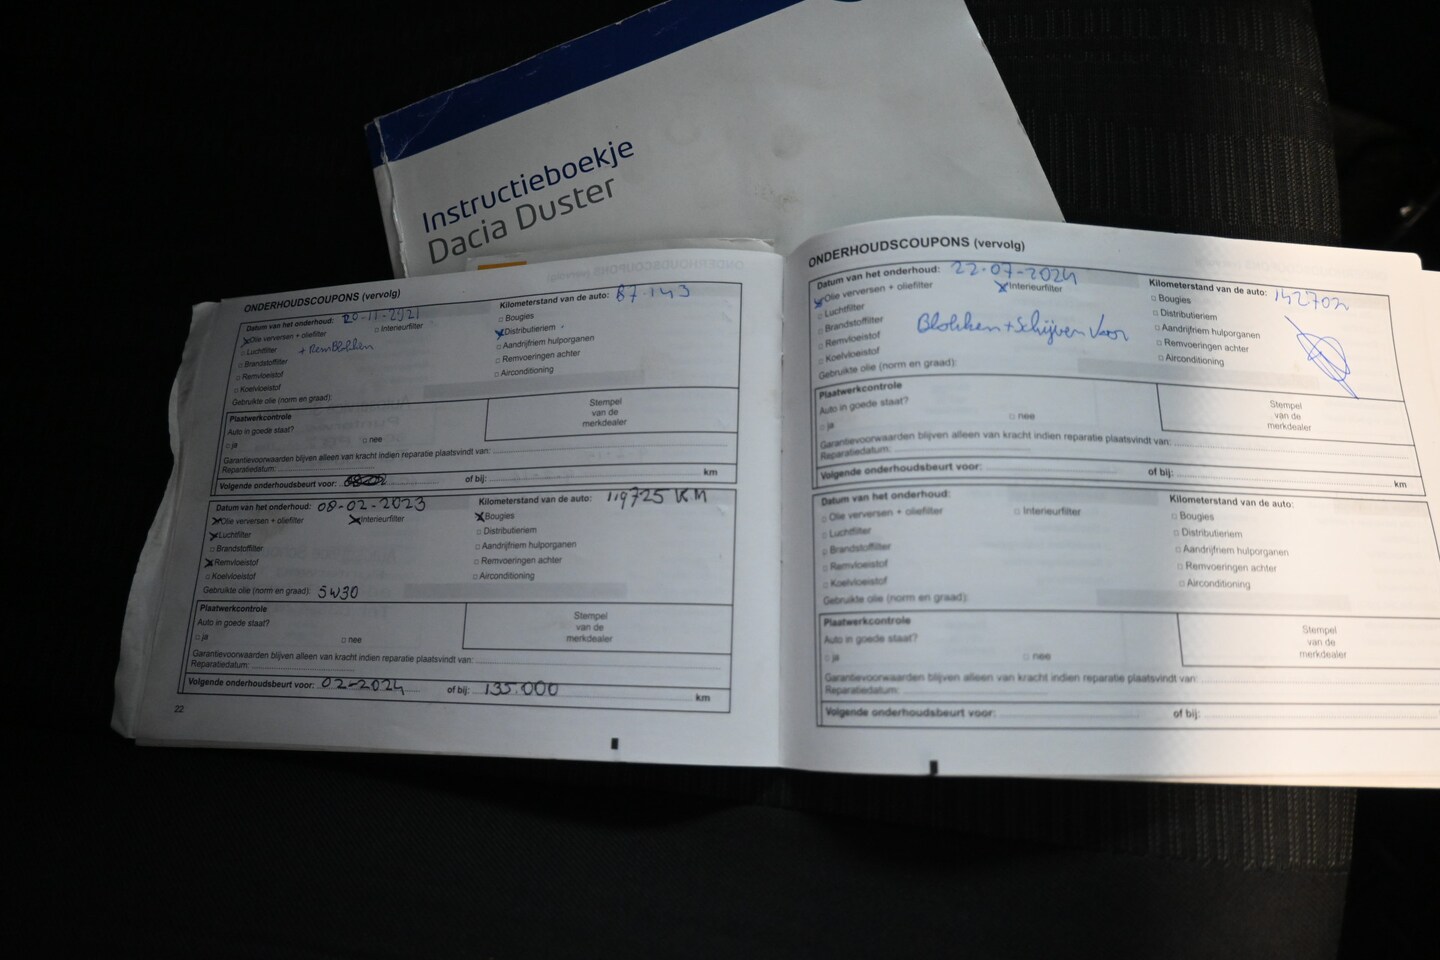 Instructieboekje
Dacia Duster
ONDERHOUDSCOUPONS (vervolg)
Datum van het onderhoud: 20-11-2021
Kilometerstand van de auto: 87.143
Olie verversen + oliefilter
Interieurfilter
Bougies
Luchtfilter
+ RemBlokken
Distributieriem
Brandstoffilter
Aandrijfriem hulporganen
Remvloeistof
Remvoeringen achter
Koelvloeistof
Airconditioning
Gebruikte olie (norm en graad):
Plaatwerkcontrole
Auto in goede staat?
ja
nee
Stempel
van de
merkdealer
Garantievoorwaarden blijven alleen van kracht indien reparatie plaatsvindt van:
Reparatiedatum:
Volgende onderhoudsbeurt voor:
of bij:
km
Datum van het onderhoud: 08-02-2023
Kilometerstand van de auto: 119725 KM
Olie verversen + oliefilter
Interieurfilter
Bougies
Luchtfilter
Distributieriem
Brandstoffilter
Aandrijfriem hulporganen
Remvloeistof
Remvoeringen achter
Koelvloeistof
Airconditioning
Gebruikte olie (norm en graad): 5W30
Plaatwerkcontrole
Auto in goede staat?
ja
nee
Stempel
van de
merkdealer
Garantievoorwaarden blijven alleen van kracht indien reparatie plaatsvindt van:
Reparatiedatum:
Volgende onderhoudsbeurt voor: 02-2024 of bij: 135.000 km
22
ONDERHOUDSCOUPONS (vervolg)
Datum van het onderhoud: 22-07-2024
Kilometerstand van de auto: 142702
Olie verversen + oliefilter
Interieurfilter
Bougies
Luchtfilter
Distributieriem
Brandstoffilter
Blokken + Schijven Voor
Aandrijfriem hulporganen
Remvloeistof
Remvoeringen achter
Koelvloeistof
Airconditioning
Gebruikte olie (norm en graad):
Plaatwerkcontrole
Auto in goede staat?
ja
nee
Stempel
van de
merkdealer
Garantievoorwaarden blijven alleen van kracht indien reparatie plaatsvindt van:
Reparatiedatum:
Volgende onderhoudsbeurt voor:
of bij:
km
Datum van het onderhoud:
Kilometerstand van de auto:
Olie verversen + oliefilter
Interieurfilter
Bougies
Luchtfilter
Distributieriem
Brandstoffilter
Aandrijfriem hulporganen
Remvloeistof
Remvoeringen achter
Koelvloeistof
Airconditioning
Gebruikte olie (norm en graad):
Plaatwerkcontrole
Auto in goede staat?
ja
nee
Stempel
van de
merkdealer
Garantievoorwaarden blijven alleen van kracht indien reparatie plaatsvindt van:
Reparatiedatum:
Volgende onderhoudsbeurt voor:
of bij: